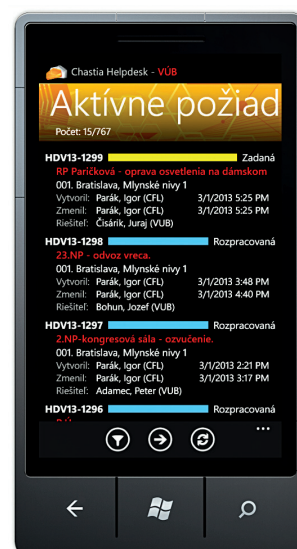 Chastia Helpdesk - VÚB
Aktívne požiad
Počet: 15/767
HDV13-1299 Zadaná
RP Paričková - oprava osvetlenia na dámskom
001. Bratislava, Mlynské nivy 1
Vytvoril: Parák, Igor (CFL) 3/1/2013 5:25 PM
Zmenil: Parák, Igor (CFL) 3/1/2013 5:25 PM
Riešiteľ: Čisárik, Juraj (VUB)
HDV13-1298 Rozpracovaná
23.NP - odvoz vreca.
001. Bratislava, Mlynské nivy 1
Vytvoril: Parák, Igor (CFL) 3/1/2013 3:48 PM
Zmenil: Parák, Igor (CFL) 3/1/2013 4:40 PM
Riešiteľ: Bohun, Jozef (VUB)
HDV13-1297 Rozpracovaná
2.NP-kongresová sála - ozvučenie.
001. Bratislava, Mlynské nivy 1
Vytvoril: Parák, Igor (CFL) 3/1/2013 2:21 PM
Zmenil: Parák, Igor (CFL) 3/1/2013 3:17 PM
Riešiteľ: Adamec, Peter (VUB)
HDV13-1296 Rozpracovaná